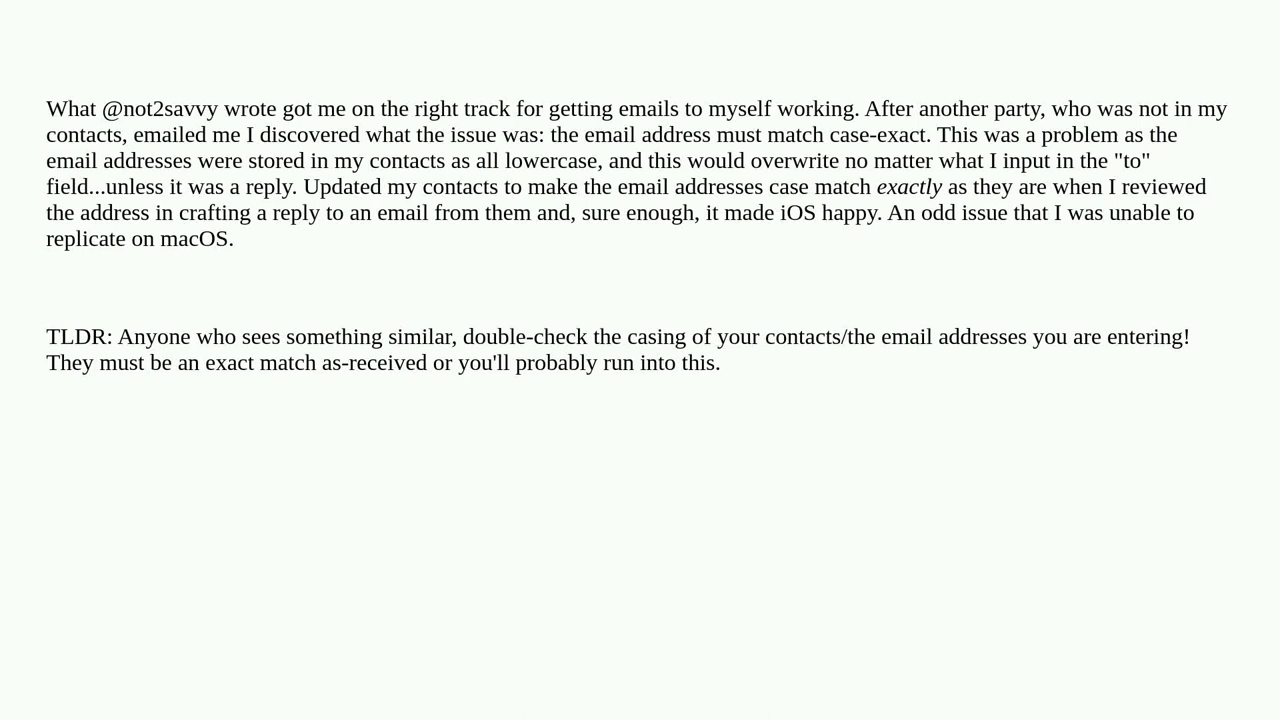 What @not2savvy wrote got me on the right track for getting emails to myself working. After another party, who was not in my
contacts, emailed me I discovered what the issue was: the email address must match case-exact. This was a problem as the
email addresses were stored in my contacts as all lowercase, and this would overwrite no matter what I input in the "to"
field...unless it was a reply. Updated my contacts to make the email addresses case match exactly as they are when I reviewed
the address in crafting a reply to an email from them and, sure enough, it made iOS happy. An odd issue that I was unable to
replicate on macOS.
TLDR: Anyone who sees something similar, double-check the casing of your contacts/the email addresses you are entering!
They must be an exact match as-received or you'll probably run into this.